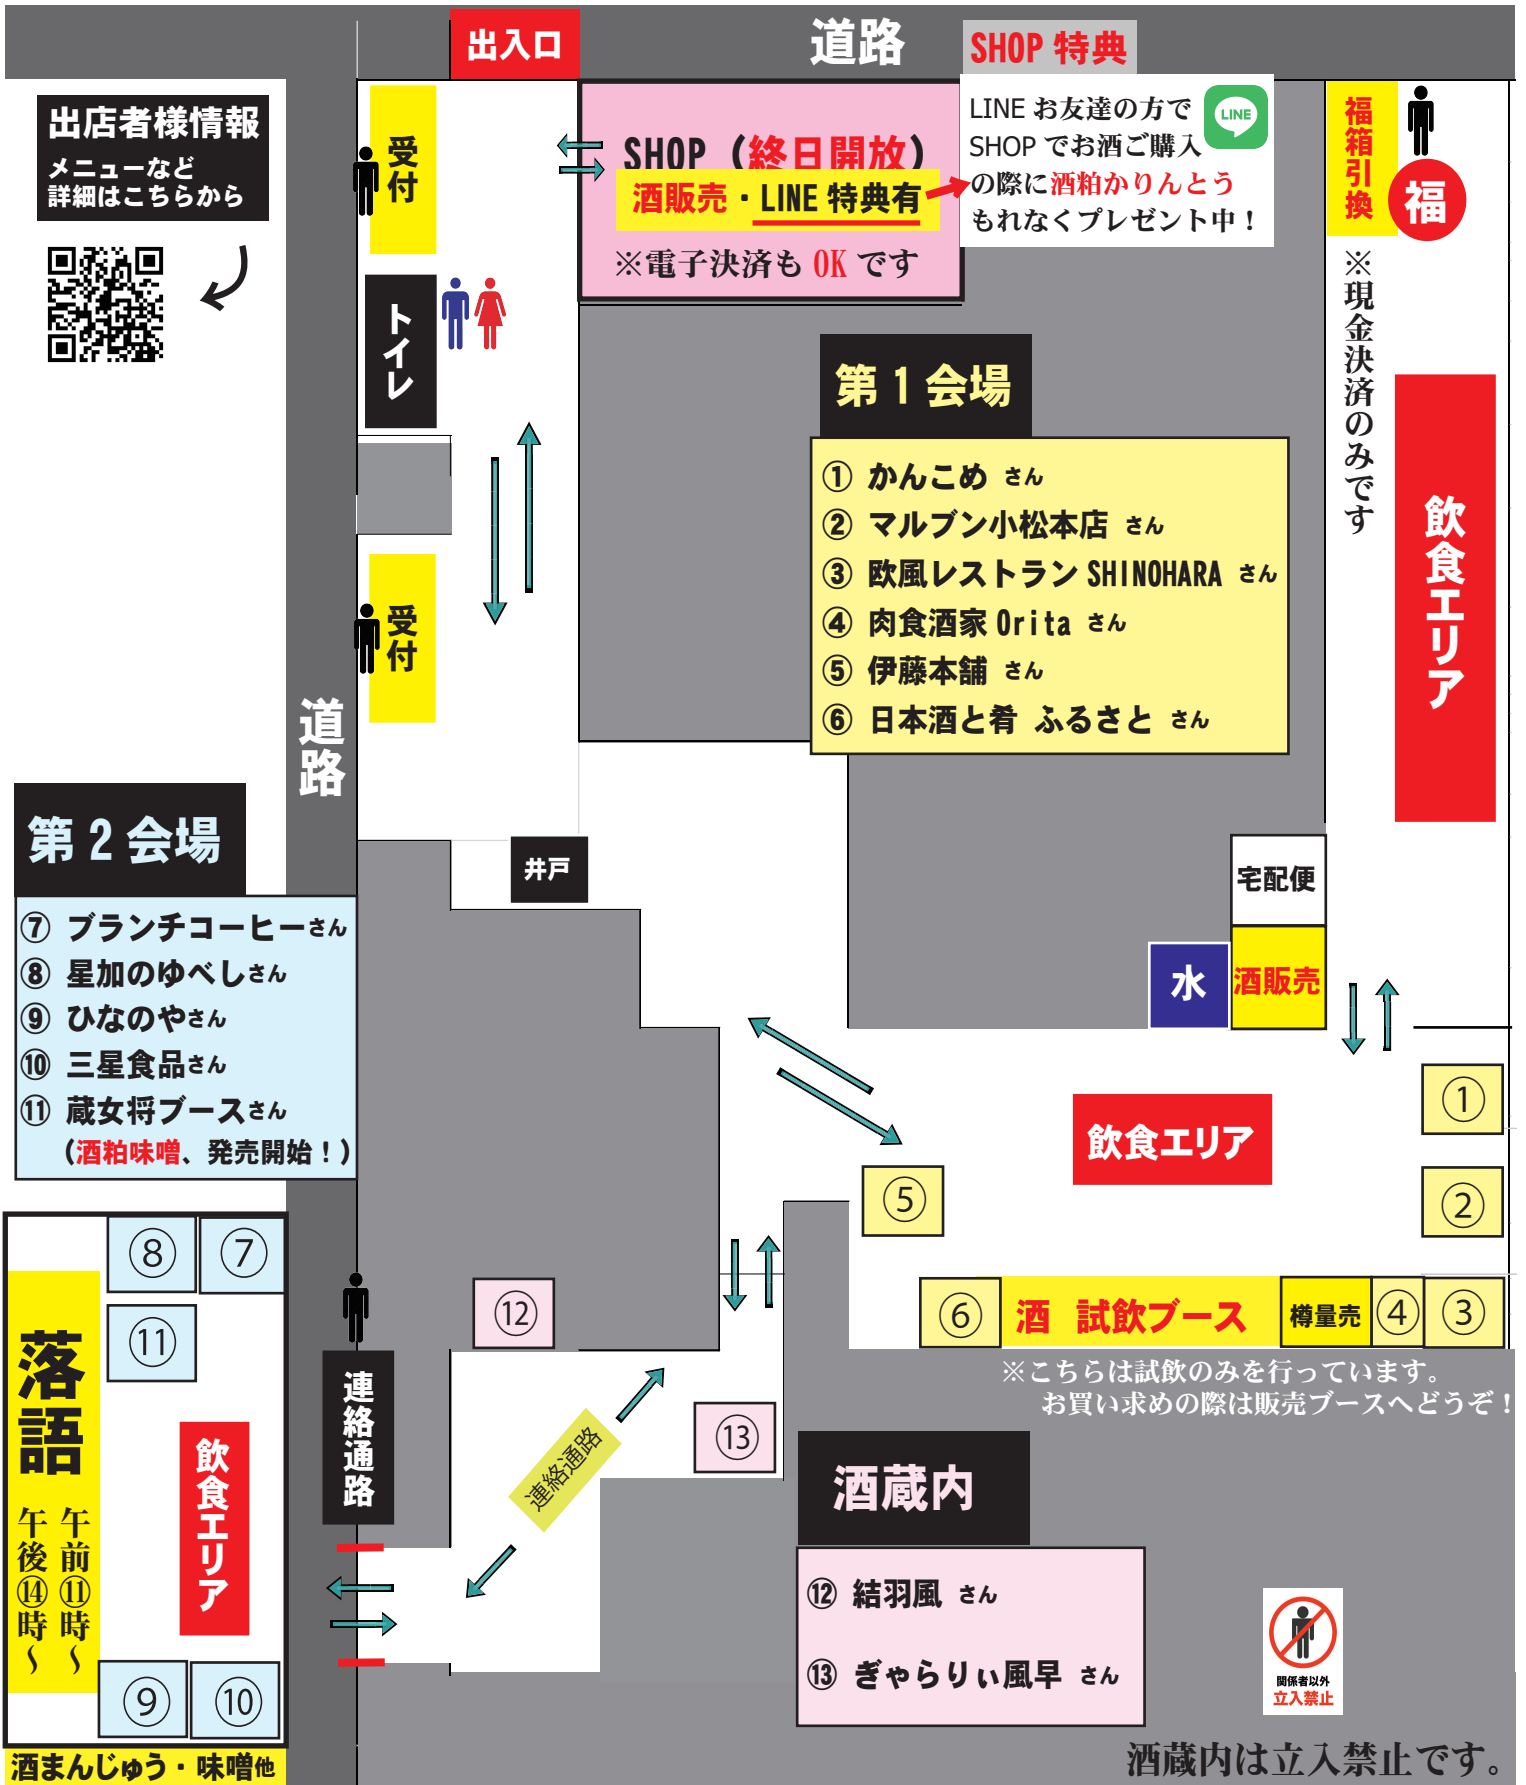 出入口
道路
SHOP 特典
出店者様情報
メニューなど
詳細はこちらから
受付
SHOP（終日開放）
酒販売・LINE 特典有
※電子決済も OK です
LINE お友達の方で
LINE
SHOP でお酒ご購入
の際に酒粕かりんとう
もれなくプレゼント中！
福箱引換
福
※現金決済のみです
トイレ
第１会場
① かんこめ さん
② マルブン小松本店 さん
③ 欧風レストラン SHINOHARA さん
④ 肉食酒家 Orita さん
⑤ 伊藤本舗 さん
⑥ 日本酒と肴 ふるさと さん
飲食エリア
受付
道路
第２会場
⑦ ブランチコーヒーさん
⑧ 星加のゆべしさん
⑨ ひなのやさん
⑩ 三星食品さん
⑪ 蔵女将ブースさん
（酒粕味噌、発売開始！）
井戸
宅配便
水
酒販売
①
飲食エリア
②
⑤
⑧
⑦
⑪
⑫
⑥
酒 試飲ブース
樽量売
④
③
※こちらは試飲のみを行っています。
お買い求めの際は販売ブースへどうぞ！
落語
午前⑪時～
午後⑭時～
飲食エリア
連絡通路
連絡通路
⑬
酒蔵内
⑫ 結羽風 さん
⑬ ぎゃらりぃ風早 さん
⑨
⑩
関係者以外
立入禁止
酒まんじゅう・味噌他
酒蔵内は立入禁止です。